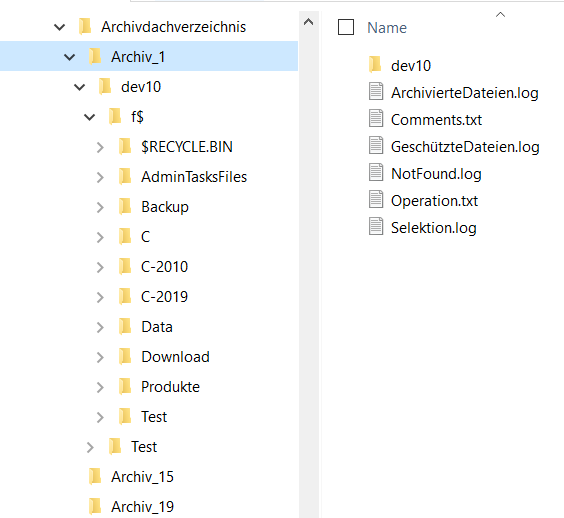 Archivdachverzeichnis
Archiv_1
dev10
f$
$RECYCLE.BIN
AdminTasksFiles
Backup
C
C-2010
C-2019
Data
Download
Produkte
Test
Test
Archiv_15
Archiv_19
Name
dev10
ArchivierteDateien.log
Comments.txt
GeschützteDateien.log
NotFound.log
Operation.txt
Selektion.log